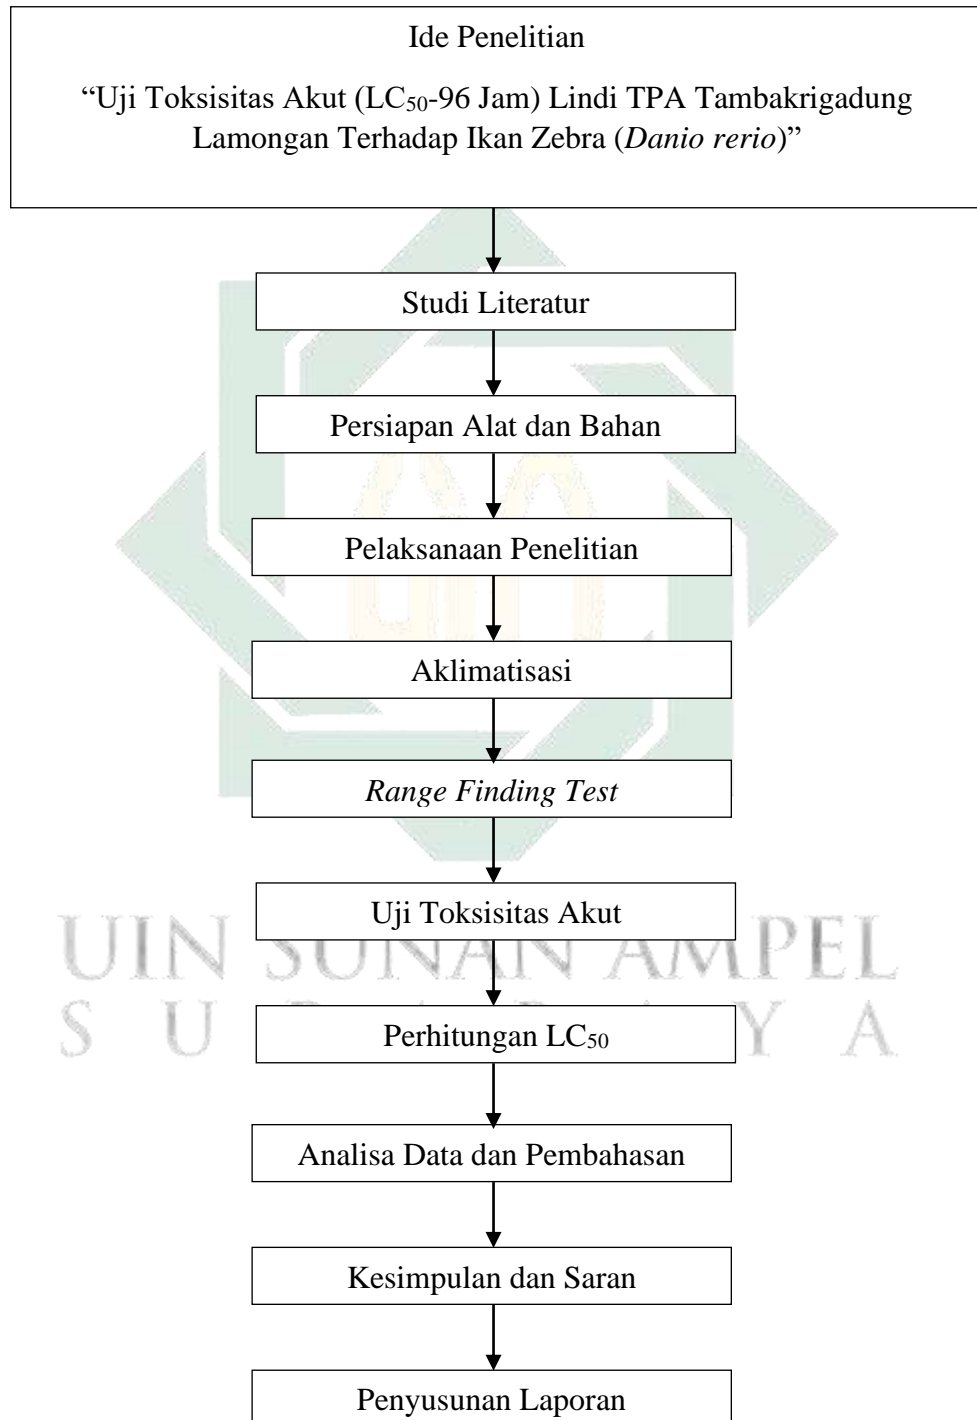 Ide Penelitian
“Uji Toksisitas Akut (LC₅₀-96 Jam) Lindi TPA Tambakrigadung
Lamongan Terhadap Ikan Zebra (Danio rerio)”
Studi Literatur
Persiapan Alat dan Bahan
Pelaksanaan Penelitian
Aklimatisasi
Range Finding Test
Uji Toksisitas Akut
UIN SUNAN AMPEL
Perhitungan LC₅₀
Analisa Data dan Pembahasan
Kesimpulan dan Saran
Penyusunan Laporan